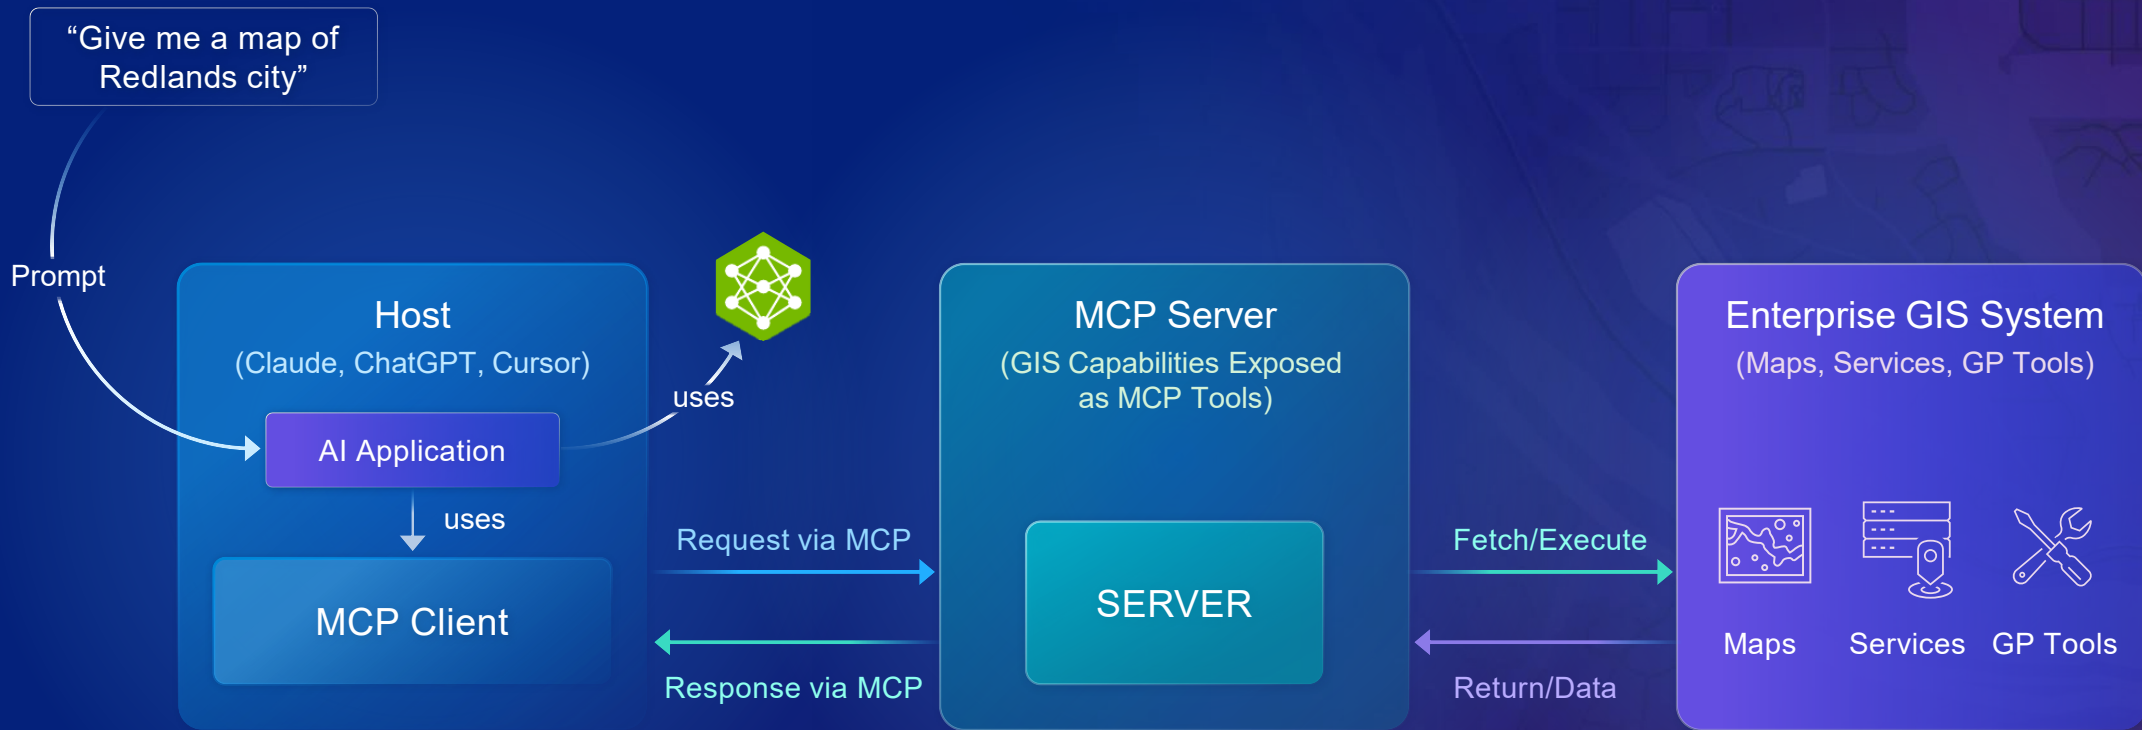 “Give me a map of
Redlands city”
Prompt
Host
(Claude, ChatGPT, Cursor)
AI Application
uses
uses
MCP Client
Request via MCP
Response via MCP
MCP Server
(GIS Capabilities Exposed
as MCP Tools)
SERVER
Fetch/Execute
Return/Data
Enterprise GIS System
(Maps, Services, GP Tools)
Maps
Services
GP Tools